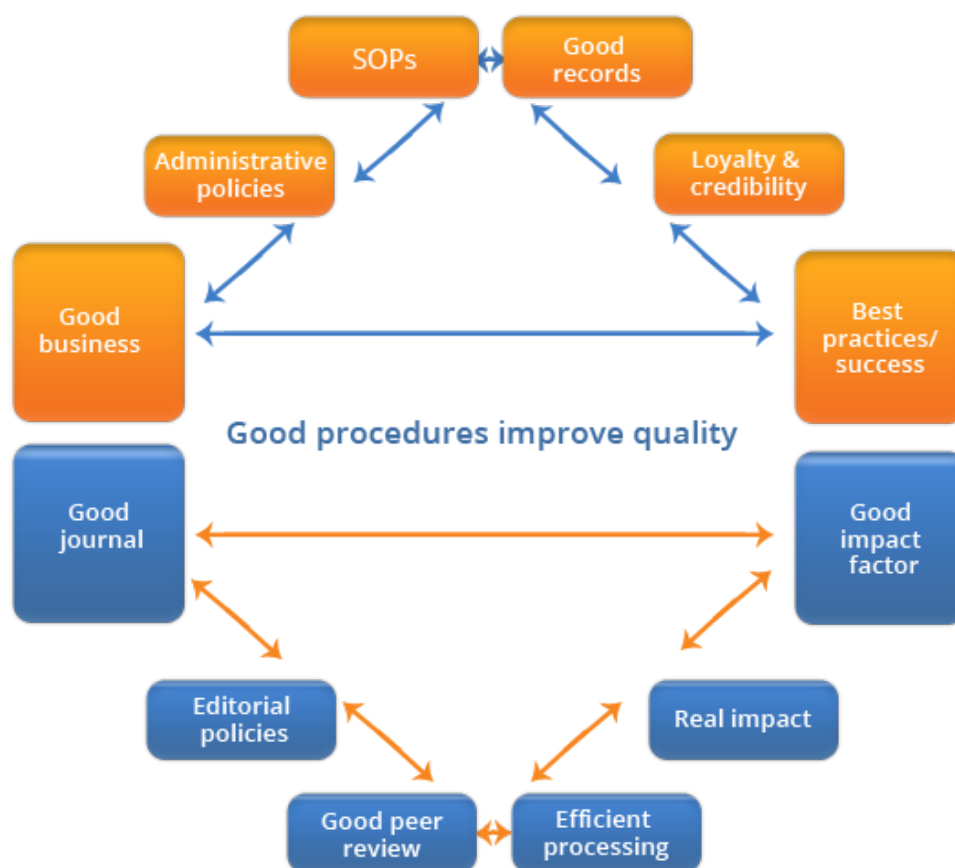 SOPs
Good
records
Administrative
policies
Loyalty &
credibility
Good
business
Best
practices/
success
Good procedures improve quality
Good
journal
Good
impact
factor
Editorial
policies
Real impact
Good peer
review
Efficient
processing